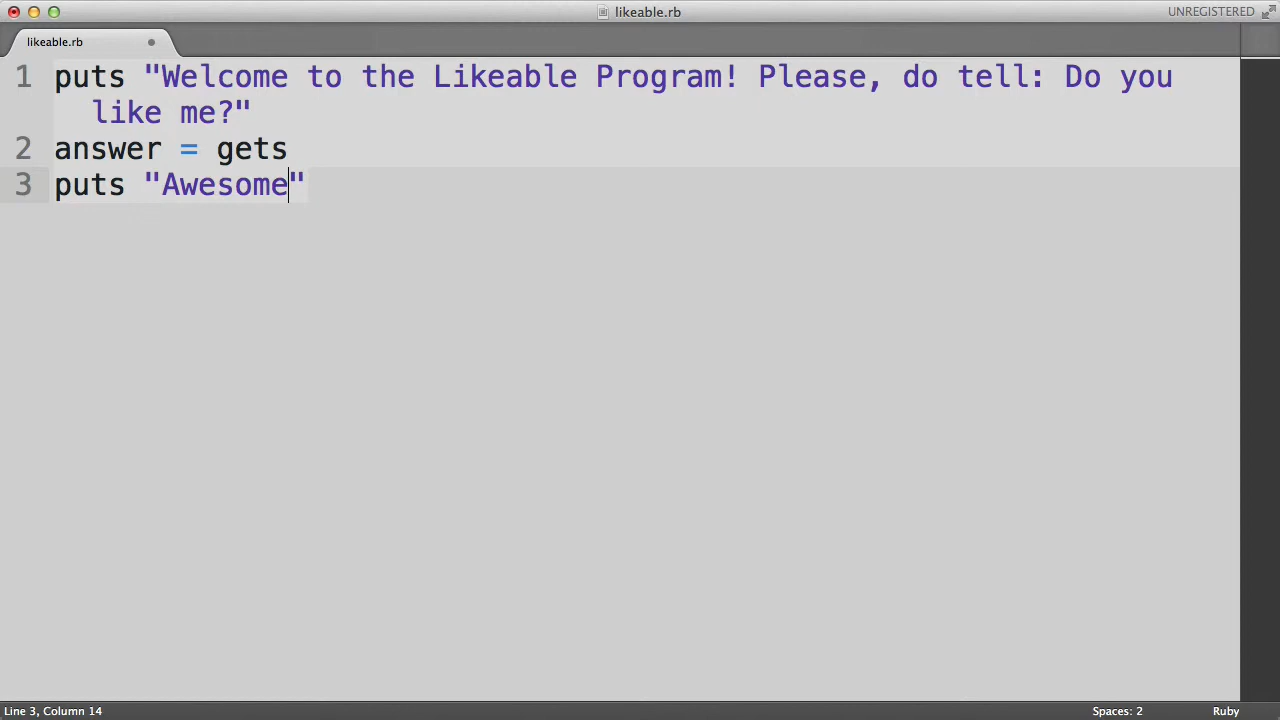 likeable.rb
UNREGISTERED
likeable.rb
1 puts "Welcome to the Likeable Program! Please, do tell: Do you
like me?"
2 answer = gets
3 puts "Awesome"
Line 3, Column 14
Spaces: 2
Ruby